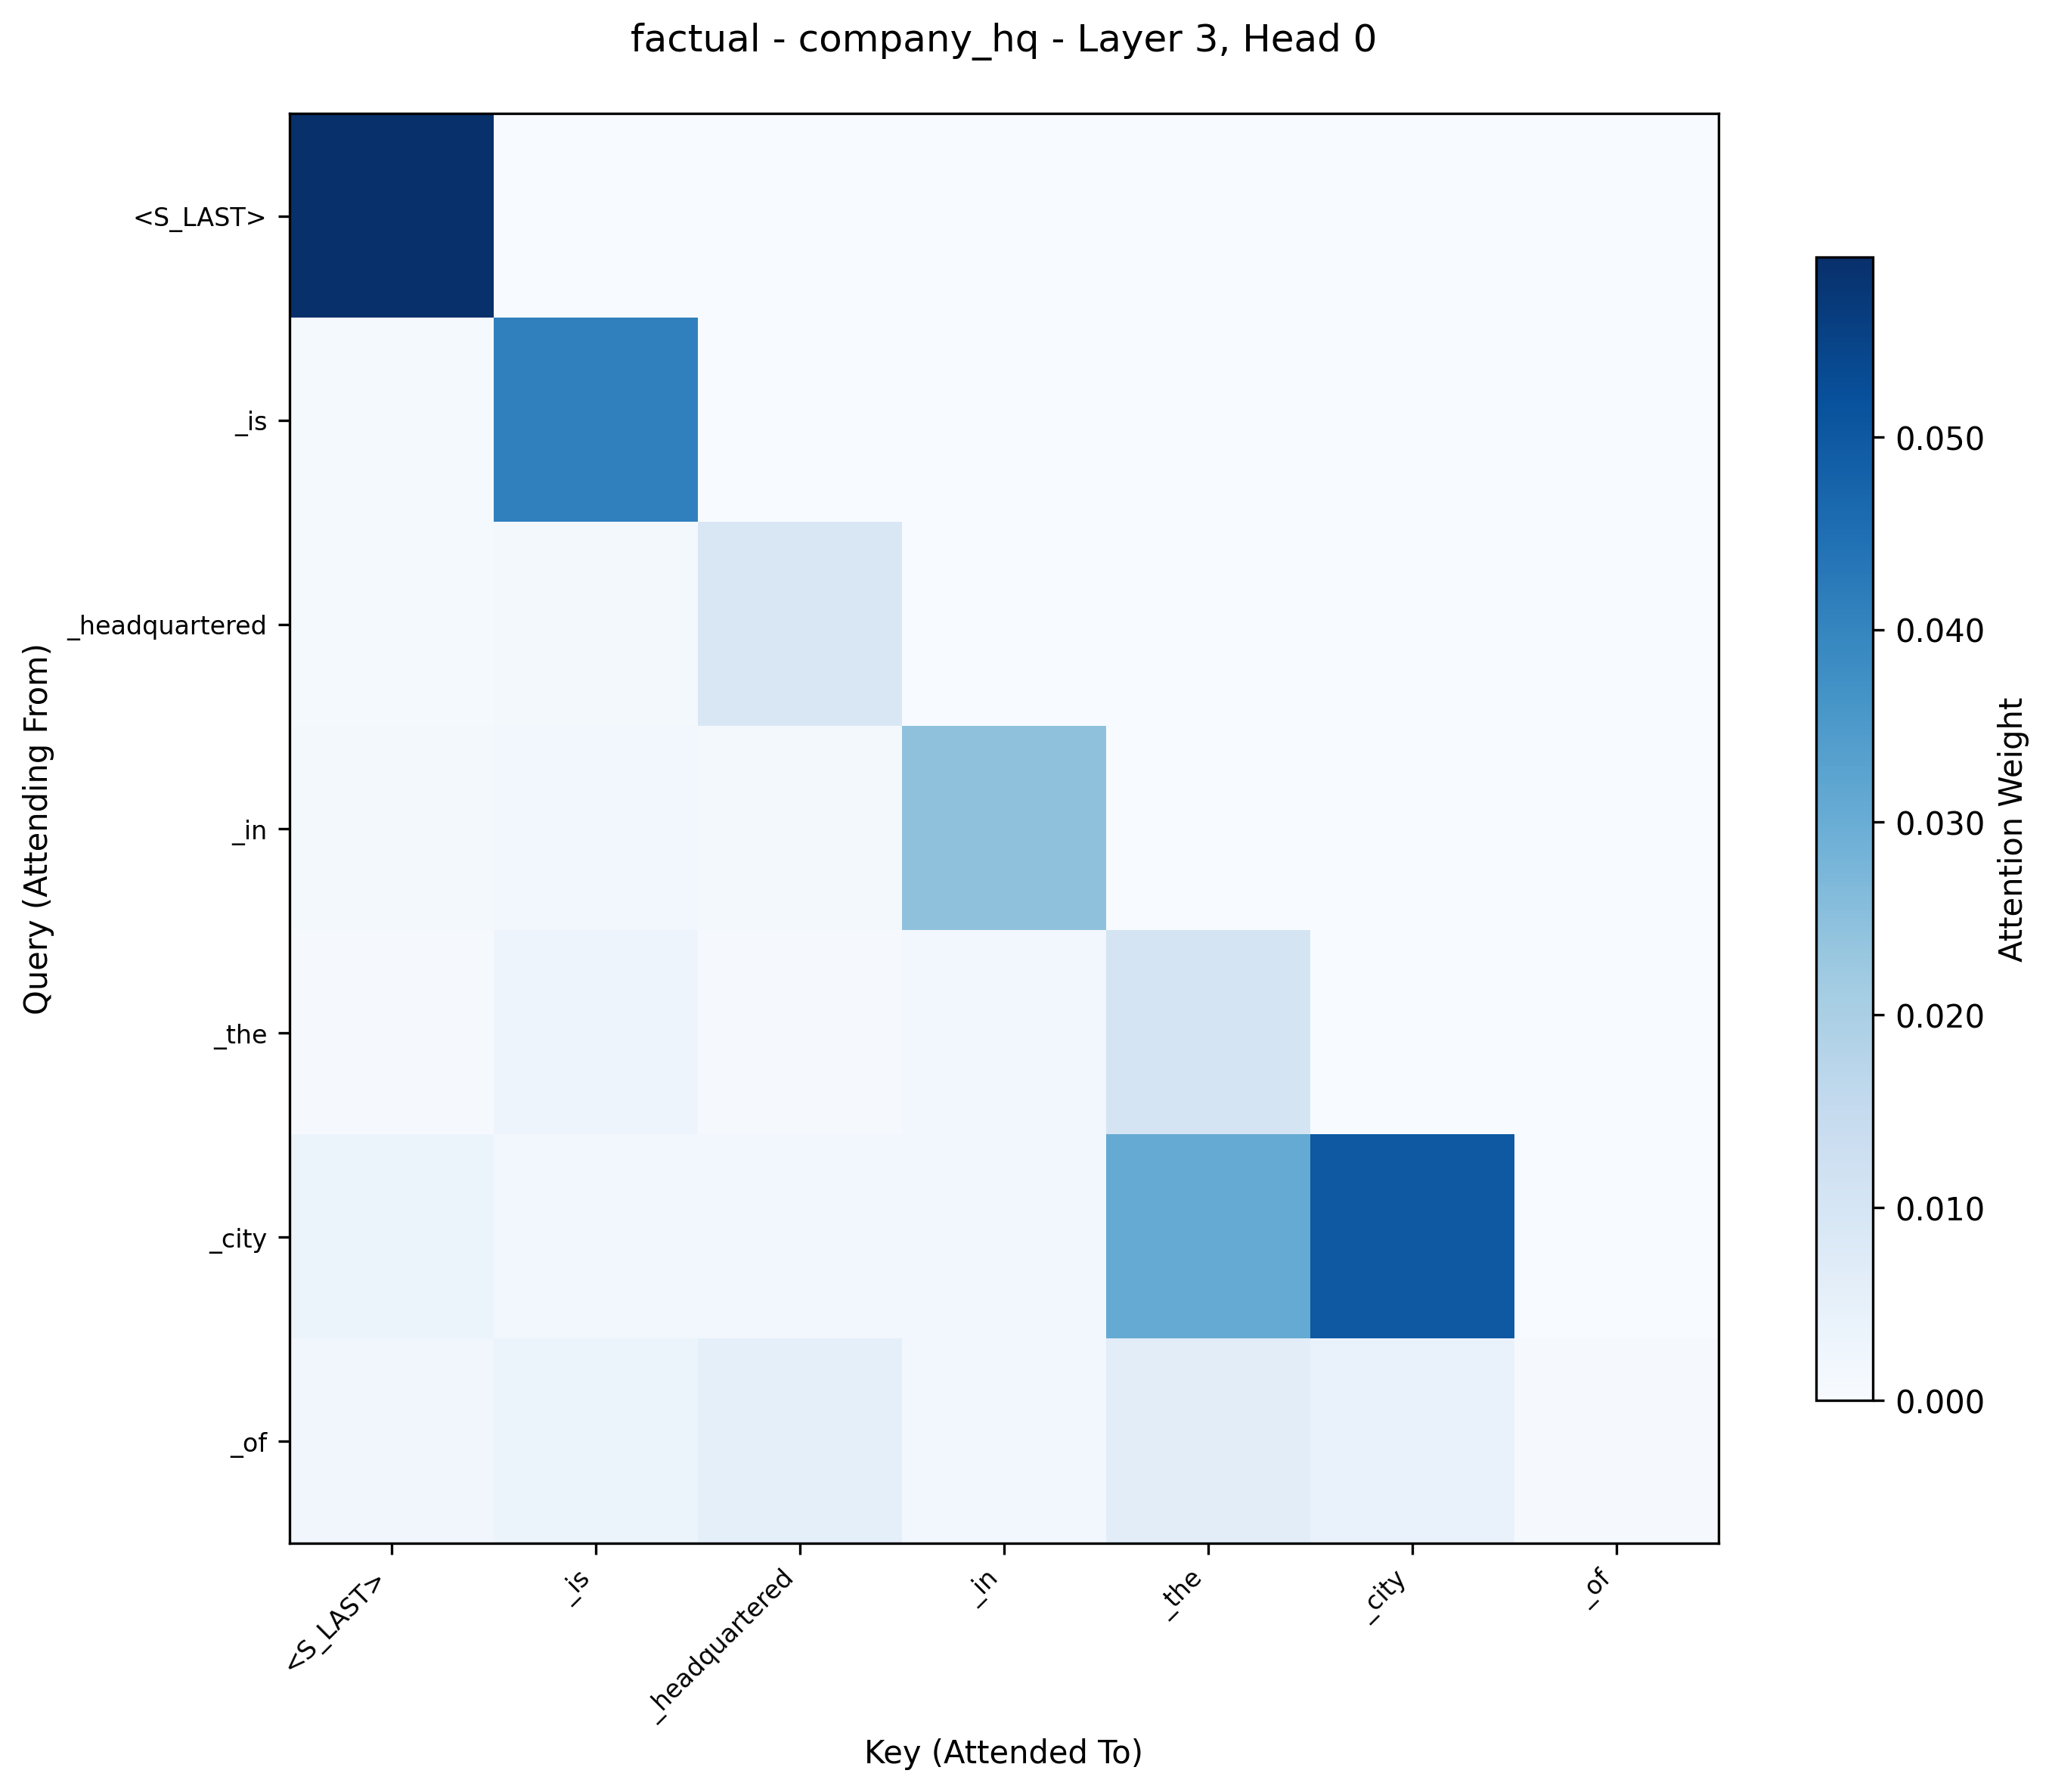 factual - company_hq - Layer 3, Head 0
Query (Attending From)
<S_LAST>
_is
_headquartered
_in
_the
_city
_of
<S_LAST>
_is
_headquartered
_in
_the
_city
_of
Key (Attended To)
0.050
0.040
0.030
0.020
0.010
0.000
Attention Weight